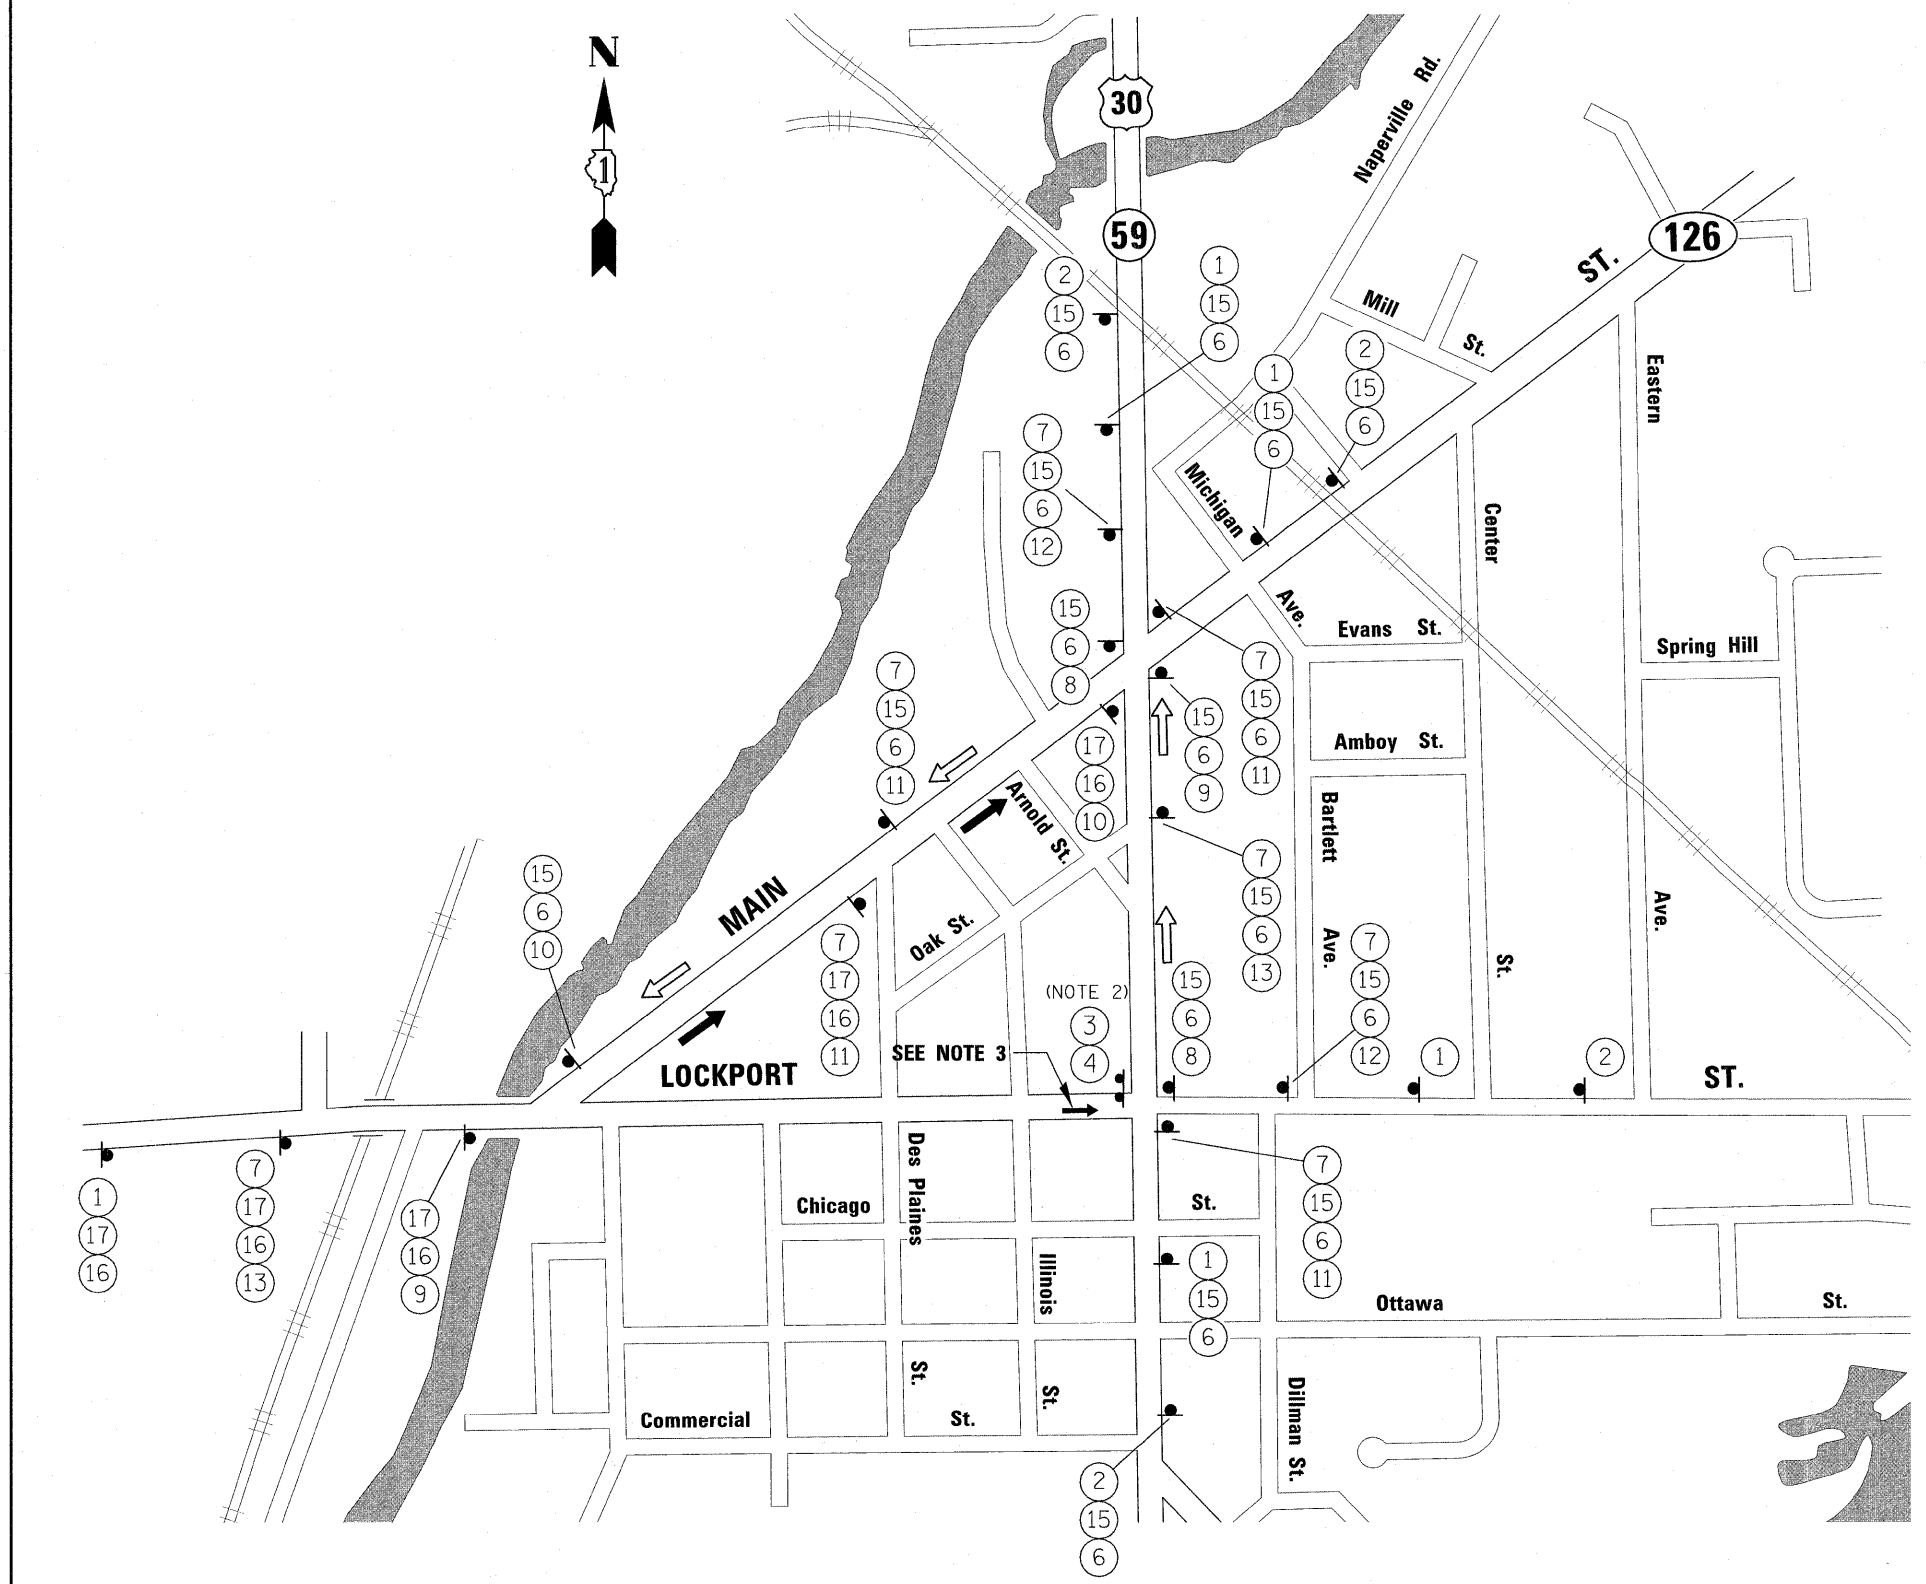 N
1
30
59
Naperville Rd.
126
ST.
Mill St.
2
15
6
1
15
6
1
15
6
2
15
6
Eastern
Ave.
7
15
6
12
Michigan
Ave.
Center
St.
15
6
8
Evans St.
Spring Hill
7
15
6
11
7
15
6
11
15
6
9
17
16
10
Amboy St.
Arnold St.
Bartlett
Ave.
15
6
10
MAIN
Oak St.
7
15
6
13
7
17
16
11
(NOTE 2)
3
4
15
6
8
7
15
6
12
SEE NOTE 3
1
2
LOCKPORT
ST.
1
17
16
7
17
16
13
17
16
9
Des Plaines
St.
Chicago
St.
7
15
6
11
Illinois
St.
1
15
6
Ottawa
St.
Commercial
St.
Dillman St.
2
15
6